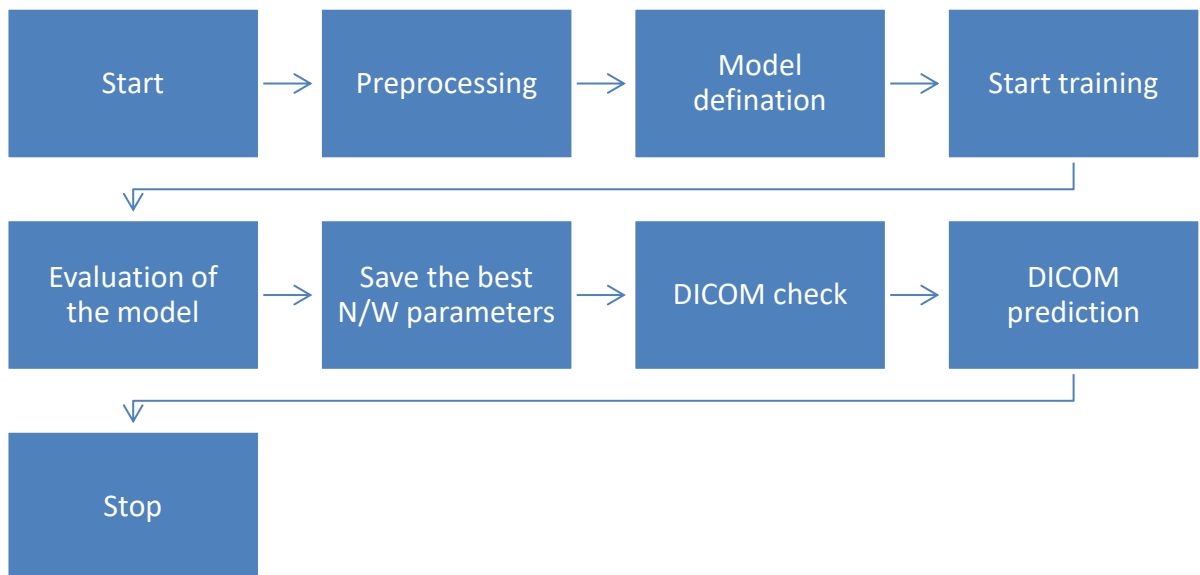 Start
Preprocessing
Model
defination
Start training
Evaluation of
the model
Save the best
N/W parameters
DICOM check
DICOM
prediction
Stop